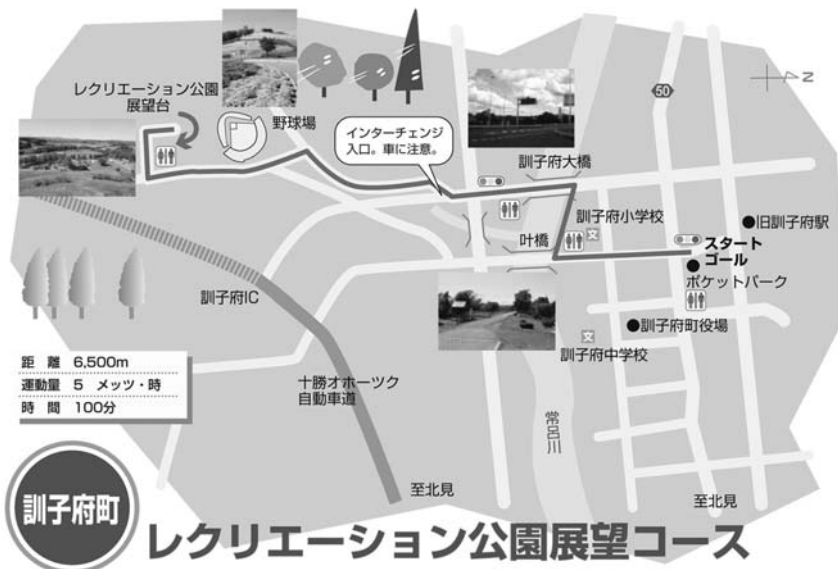 レクリエーション公園
展望台
野球場
インターチェンジ
入口。車に注意。
訓子府大橋
50
N
訓子府小学校
文
叶橋
旧訓子府駅
スタート
ゴール
ポケットパーク
訓子府町役場
文
訓子府中学校
訓子府IC
距 離 6,500m
運動量 5 メッツ・時
時 間 100分
十勝オホーツク
自動車道
常呂川
至北見
至北見
訓子府町
レクリエーション公園展望コース